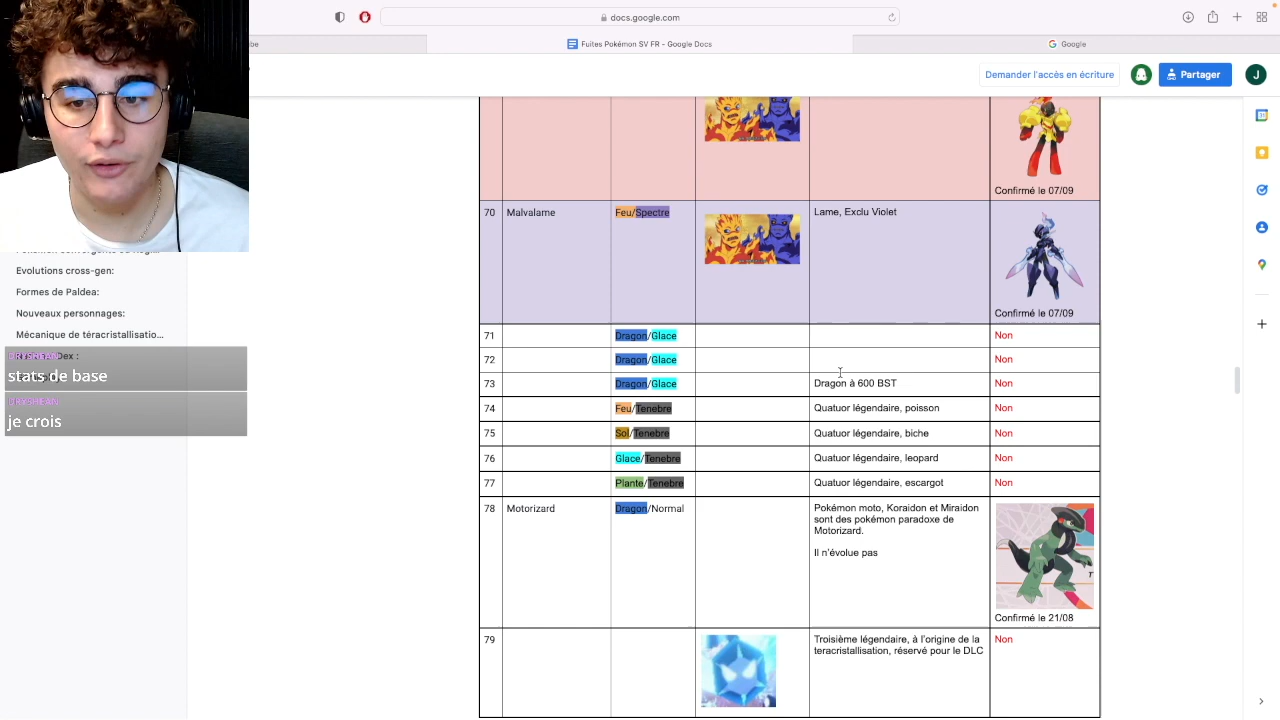 docs.google.com
be
Fuites Pokémon SV FR - Google Docs
Google
Demander l'accès en écriture
Partager
J
Confirmé le 07/09
70 Malvalame Feu/Spectre Lame, Exclu Violet
Confirmé le 07/09
Evolutions cross-gen:
Formes de Paldea:
Nouveaux personnages:
Mécanique de téracristallisatio...
Dex :
stats de base
je crois
71 Dragon/Glace Non
72 Dragon/Glace Non
73 Dragon/Glace Dragon à 600 BST Non
74 Feu/Tenebre Quatuor légendaire, poisson Non
75 Sol/Tenebre Quatuor légendaire, biche Non
76 Glace/Tenebre Quatuor légendaire, leopard Non
77 Plante/Tenebre Quatuor légendaire, escargot Non
78 Motorizard Dragon/Normal Pokémon moto, Koraidon et Miraidon
sont des pokémon paradoxe de
Motorizard.
Il n'évolue pas
Confirmé le 21/08
79 Troisième légendaire, à l'origine de la Non
teracristallisation, réservé pour le DLC